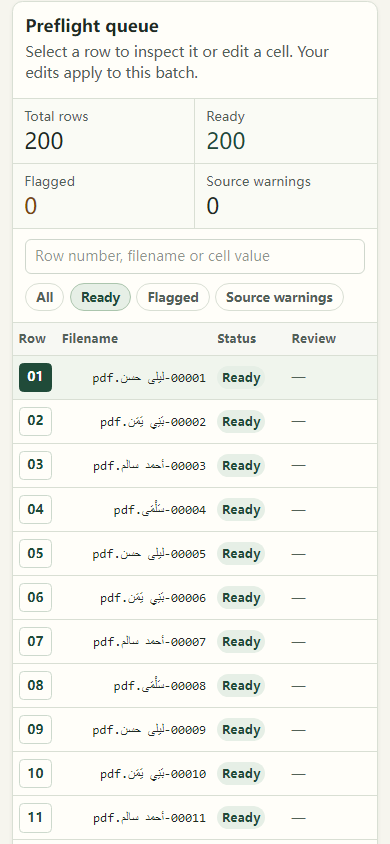 Preflight queue
Select a row to inspect it or edit a cell. Your
edits apply to this batch.
Total rows
Ready
200
200
Flagged
Source warnings
0
0
Row number, filename or cell value
All
Ready
Flagged
Source warnings
Row Filename Status Review
01 00001-ليلى حسن.pdf Ready —
02 00002-بَنِي يَمَن.pdf Ready —
03 00003-أحمد سالم.pdf Ready —
04 00004-سَلْمَى.pdf Ready —
05 00005-ليلى حسن.pdf Ready —
06 00006-بَنِي يَمَن.pdf Ready —
07 00007-أحمد سالم.pdf Ready —
08 00008-سَلْمَى.pdf Ready —
09 00009-ليلى حسن.pdf Ready —
10 00010-بَنِي يَمَن.pdf Ready —
11 00011-أحمد سالم.pdf Ready —